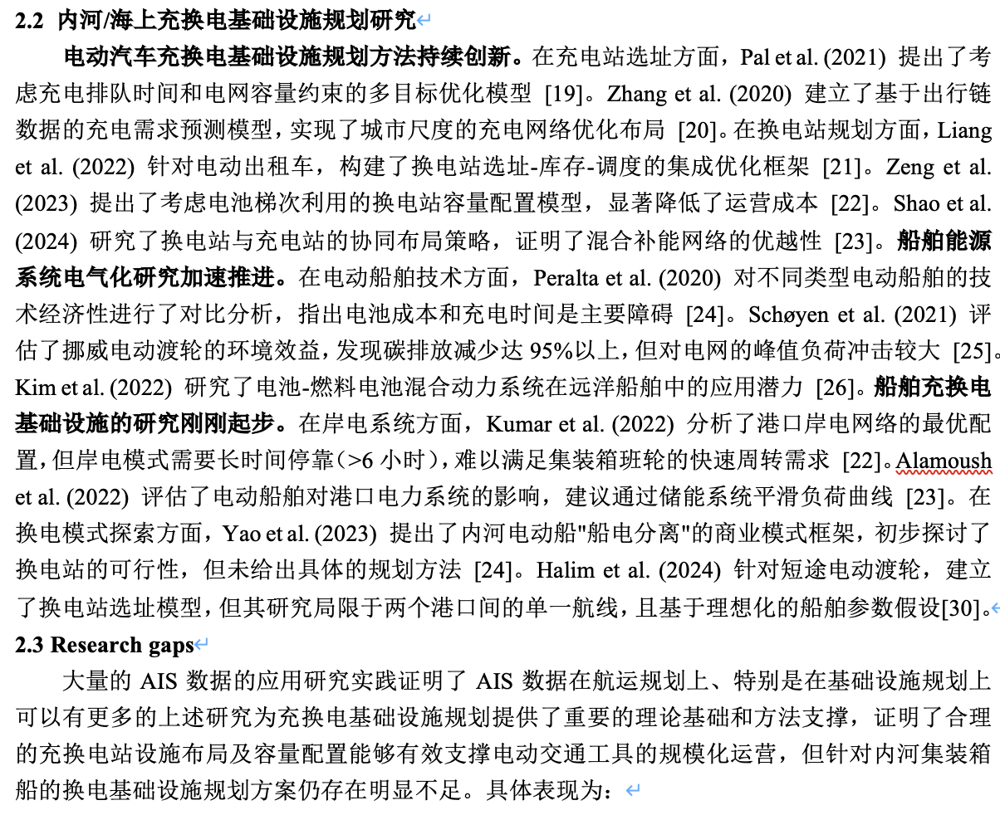 2.2 内河/海上充换电基础设施规划研究
电动汽车充换电基础设施规划方法持续创新。在充电站选址方面，Pal et al. (2021) 提出了考
虑充电排队时间和电网容量约束的多目标优化模型 [19]。Zhang et al. (2020) 建立了基于出行链
数据的充电需求预测模型，实现了城市尺度的充电网络优化布局 [20]。在换电站规划方面，Liang
et al. (2022) 针对电动出租车，构建了换电站选址-库存-调度的集成优化框架 [21]。Zeng et al.
(2023) 提出了考虑电池梯次利用的换电站容量配置模型，显著降低了运营成本 [22]。Shao et al.
(2024) 研究了换电站与充电站的协同布局策略，证明了混合补能网络的优越性 [23]。船舶能源
系统电气化研究加速推进。在电动船舶技术方面，Peralta et al. (2020) 对不同类型电动船舶的技
术经济性进行了对比分析，指出电池成本和充电时间是主要障碍 [24]。Schøyen et al. (2021) 评
估了挪威电动渡轮的环境效益，发现碳排放减少达 95%以上，但对电网的峰值负荷冲击较大 [25]。
Kim et al. (2022) 研究了电池-燃料电池混合动力系统在远洋船舶中的应用潜力 [26]。船舶充换电
基础设施的研究刚刚起步。在岸电系统方面，Kumar et al. (2022) 分析了港口岸电网络的最优配
置，但岸电模式需要长时间停靠（>6 小时），难以满足集装箱班轮的快速周转需求 [22]。Alamoush
et al. (2022) 评估了电动船舶对港口电力系统的影响，建议通过储能系统平滑负荷曲线 [23]。在
换电模式探索方面，Yao et al. (2023) 提出了内河电动船"船电分离"的商业模式框架，初步探讨了
换电站的可行性，但未给出具体的规划方法 [24]。Halim et al. (2024) 针对短途电动渡轮，建立
了换电站选址模型，但其研究局限于两个港口间的单一航线，且基于理想化的船舶参数假设[30]。
2.3 Research gaps
大量的 AIS 数据的应用研究实践证明了 AIS 数据在航运规划上、特别是在基础设施规划上
可以有更多的上述研究为充换电基础设施规划提供了重要的理论基础和方法支撑，证明了合理
的充换电站设施布局及容量配置能够有效支撑电动交通工具的规模化运营，但针对内河集装箱
船的换电基础设施规划方案仍存在明显不足。具体表现为：